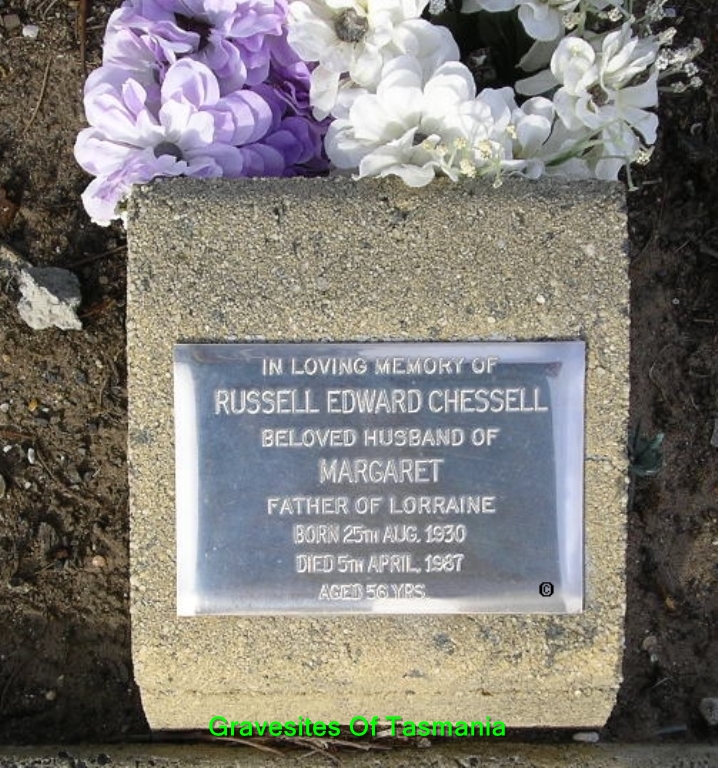 IN LOVING MEMORY OF
RUSSELL EDWARD CHESSELL
BELOVED HUSBAND OF
MARGARET
FATHER OF LORRAINE
BORN 25TH AUG. 1930
DIED 5TH APRIL, 1987
AGED 56 YRS.
©
Gravesites Of Tasmania